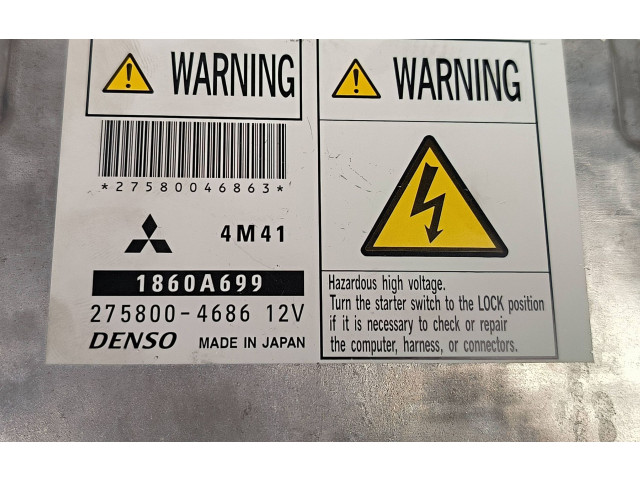 WARNING
*27580046863*
4M41
1860A699
275800-4686 12V
DENSO MADE IN JAPAN
WARNING
Hazardous high voltage.
Turn the starter switch to the LOCK position
if it is necessary to check or repair
the computer, harness, or connectors.